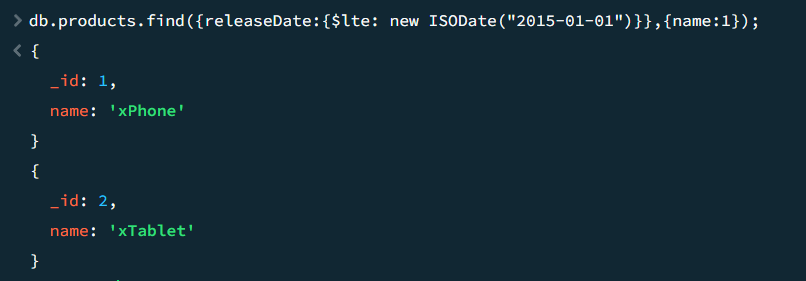 > db.products.find({releaseDate:{$lte: new ISODate("2015-01-01")}},{name:1});
< {
_id: 1,
name: 'xPhone'
}
{
_id: 2,
name: 'xTablet'
}